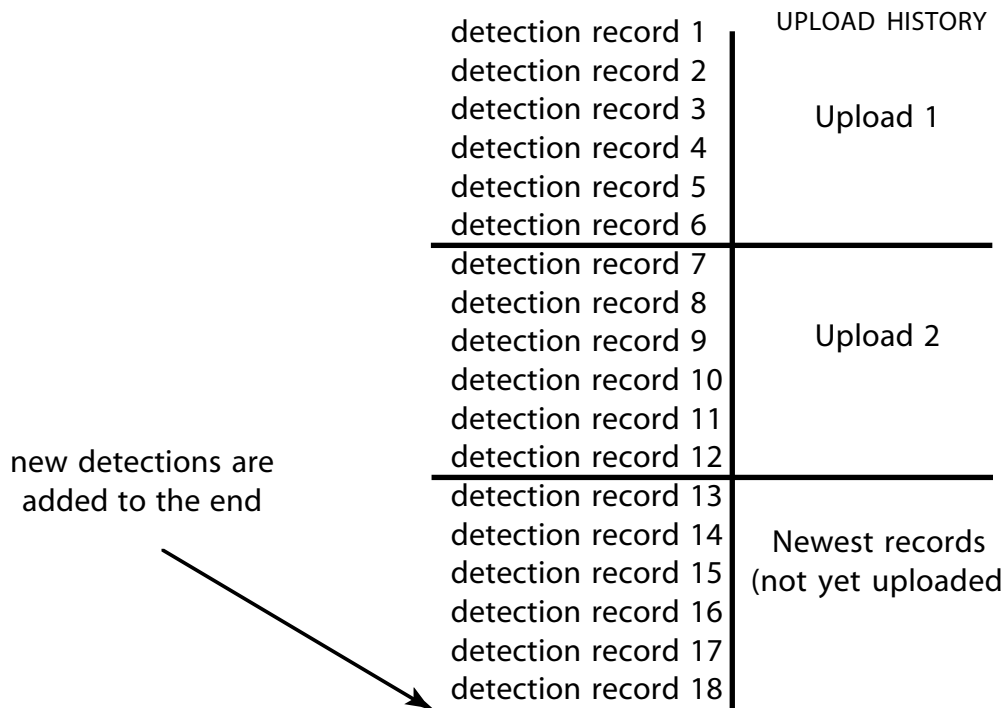 UPLOAD HISTORY
detection record 1
detection record 2
detection record 3
detection record 4
detection record 5
detection record 6
Upload 1
detection record 7
detection record 8
detection record 9
detection record 10
detection record 11
detection record 12
Upload 2
new detections are
added to the end
detection record 13
detection record 14
detection record 15
detection record 16
detection record 17
detection record 18
Newest records
(not yet uploaded